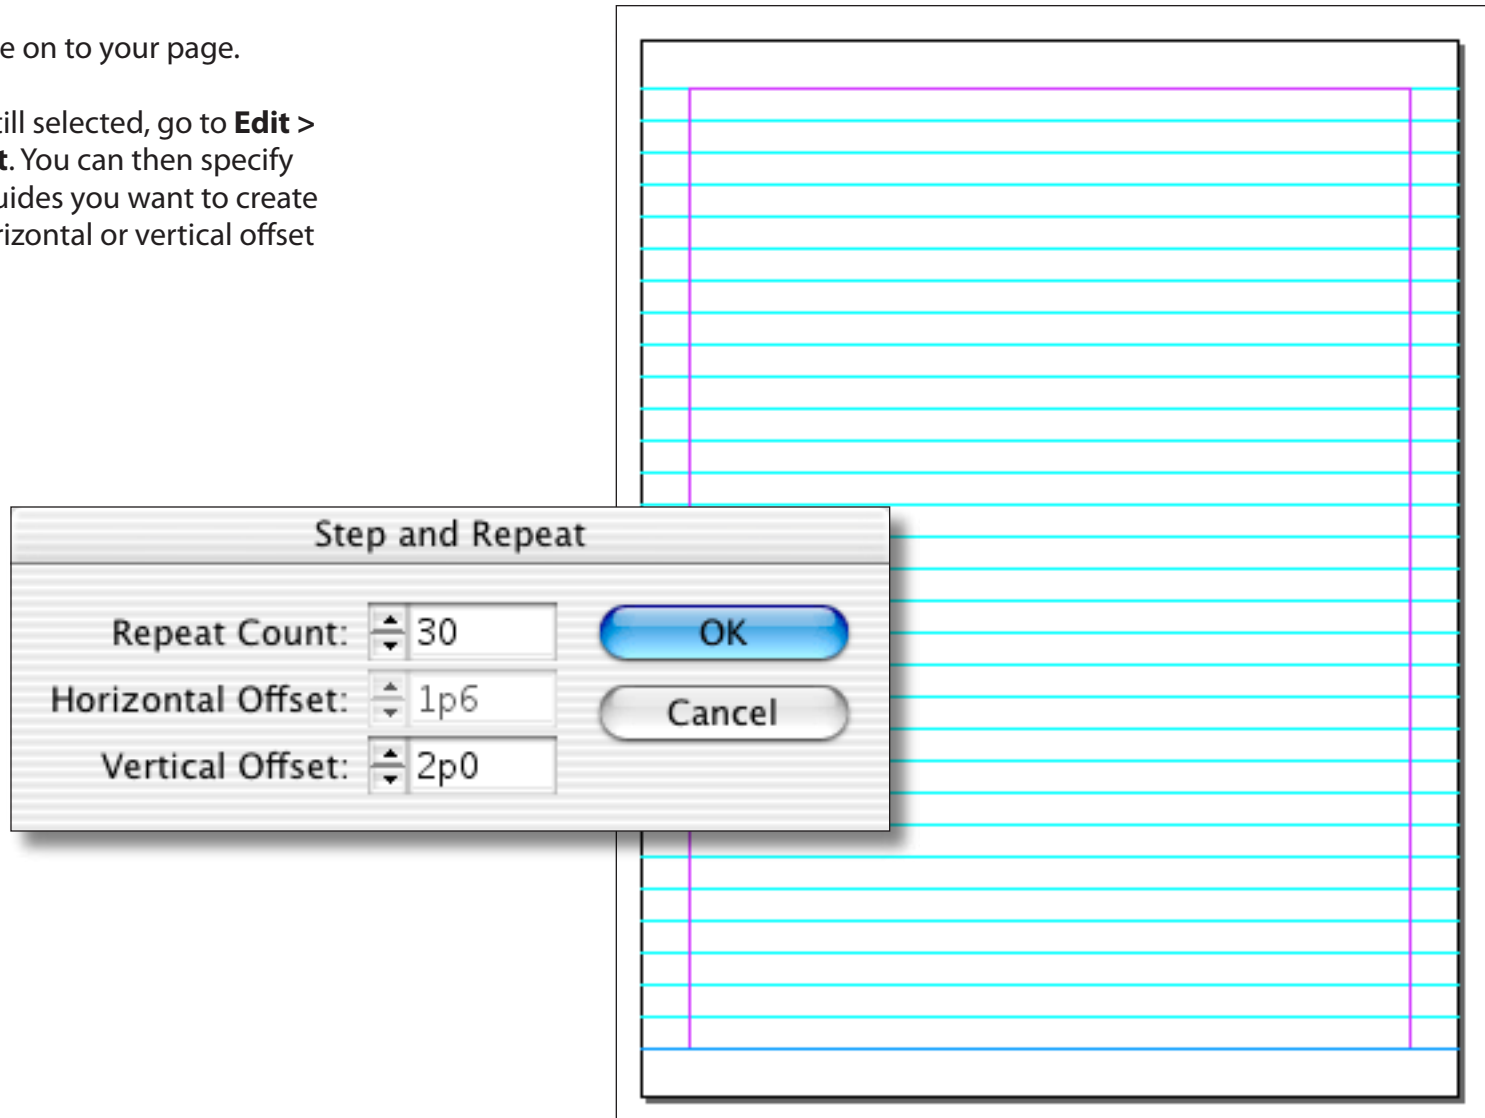 e on to your page.
till selected, go to Edit >
t. You can then specify
uides you want to create
rizontal or vertical offset
Step and Repeat
Repeat Count: 30
OK
Horizontal Offset: 1p6
Cancel
Vertical Offset: 2p0